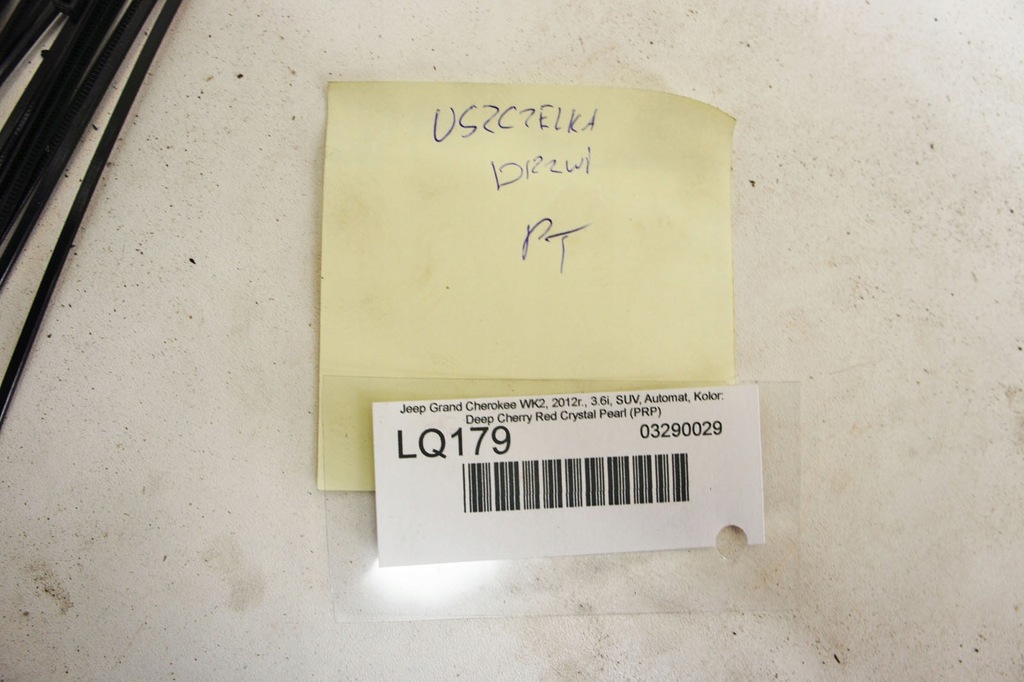 USZCZELKA
DRZWI
PT
Jeep Grand Cherokee WK2, 2012r., 3.6i, SUV, Automat, Kolor:
Deep Cherry Red Crystal Pearl (PRP)
LQ179 03290029